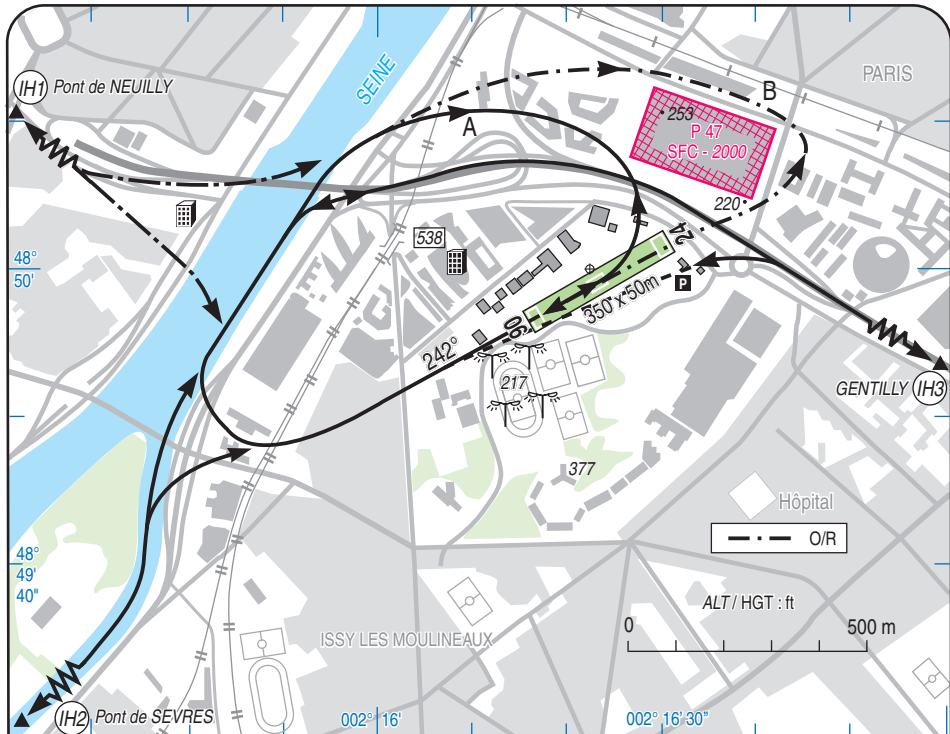 IH1 Pont de NEUILLY
SEINE
PARIS
A
B
253
P 47
SFC - 2000
220
538
24
P
350 x 50m
06
242°
217
377
GENTILLY IH3
48°
50'
Hôpital
O/R
48°
49'
40"
ALT / HGT : ft
0 500 m
ISSY LES MOULINEAUX
IH2 Pont de SEVRES
002° 16'
002° 16' 30"